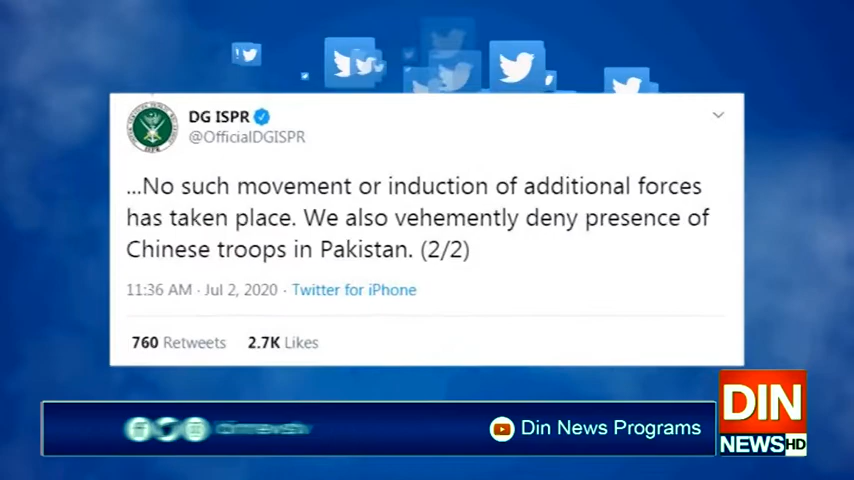 DG ISPR
@OfficialDGISPR
...No such movement or induction of additional forces
has taken place. We also vehemently deny presence of
Chinese troops in Pakistan. (2/2)
11:36 AM · Jul 2, 2020 · Twitter for iPhone
760 Retweets 2.7K Likes
Din News Programs
DIN
NEWS HD